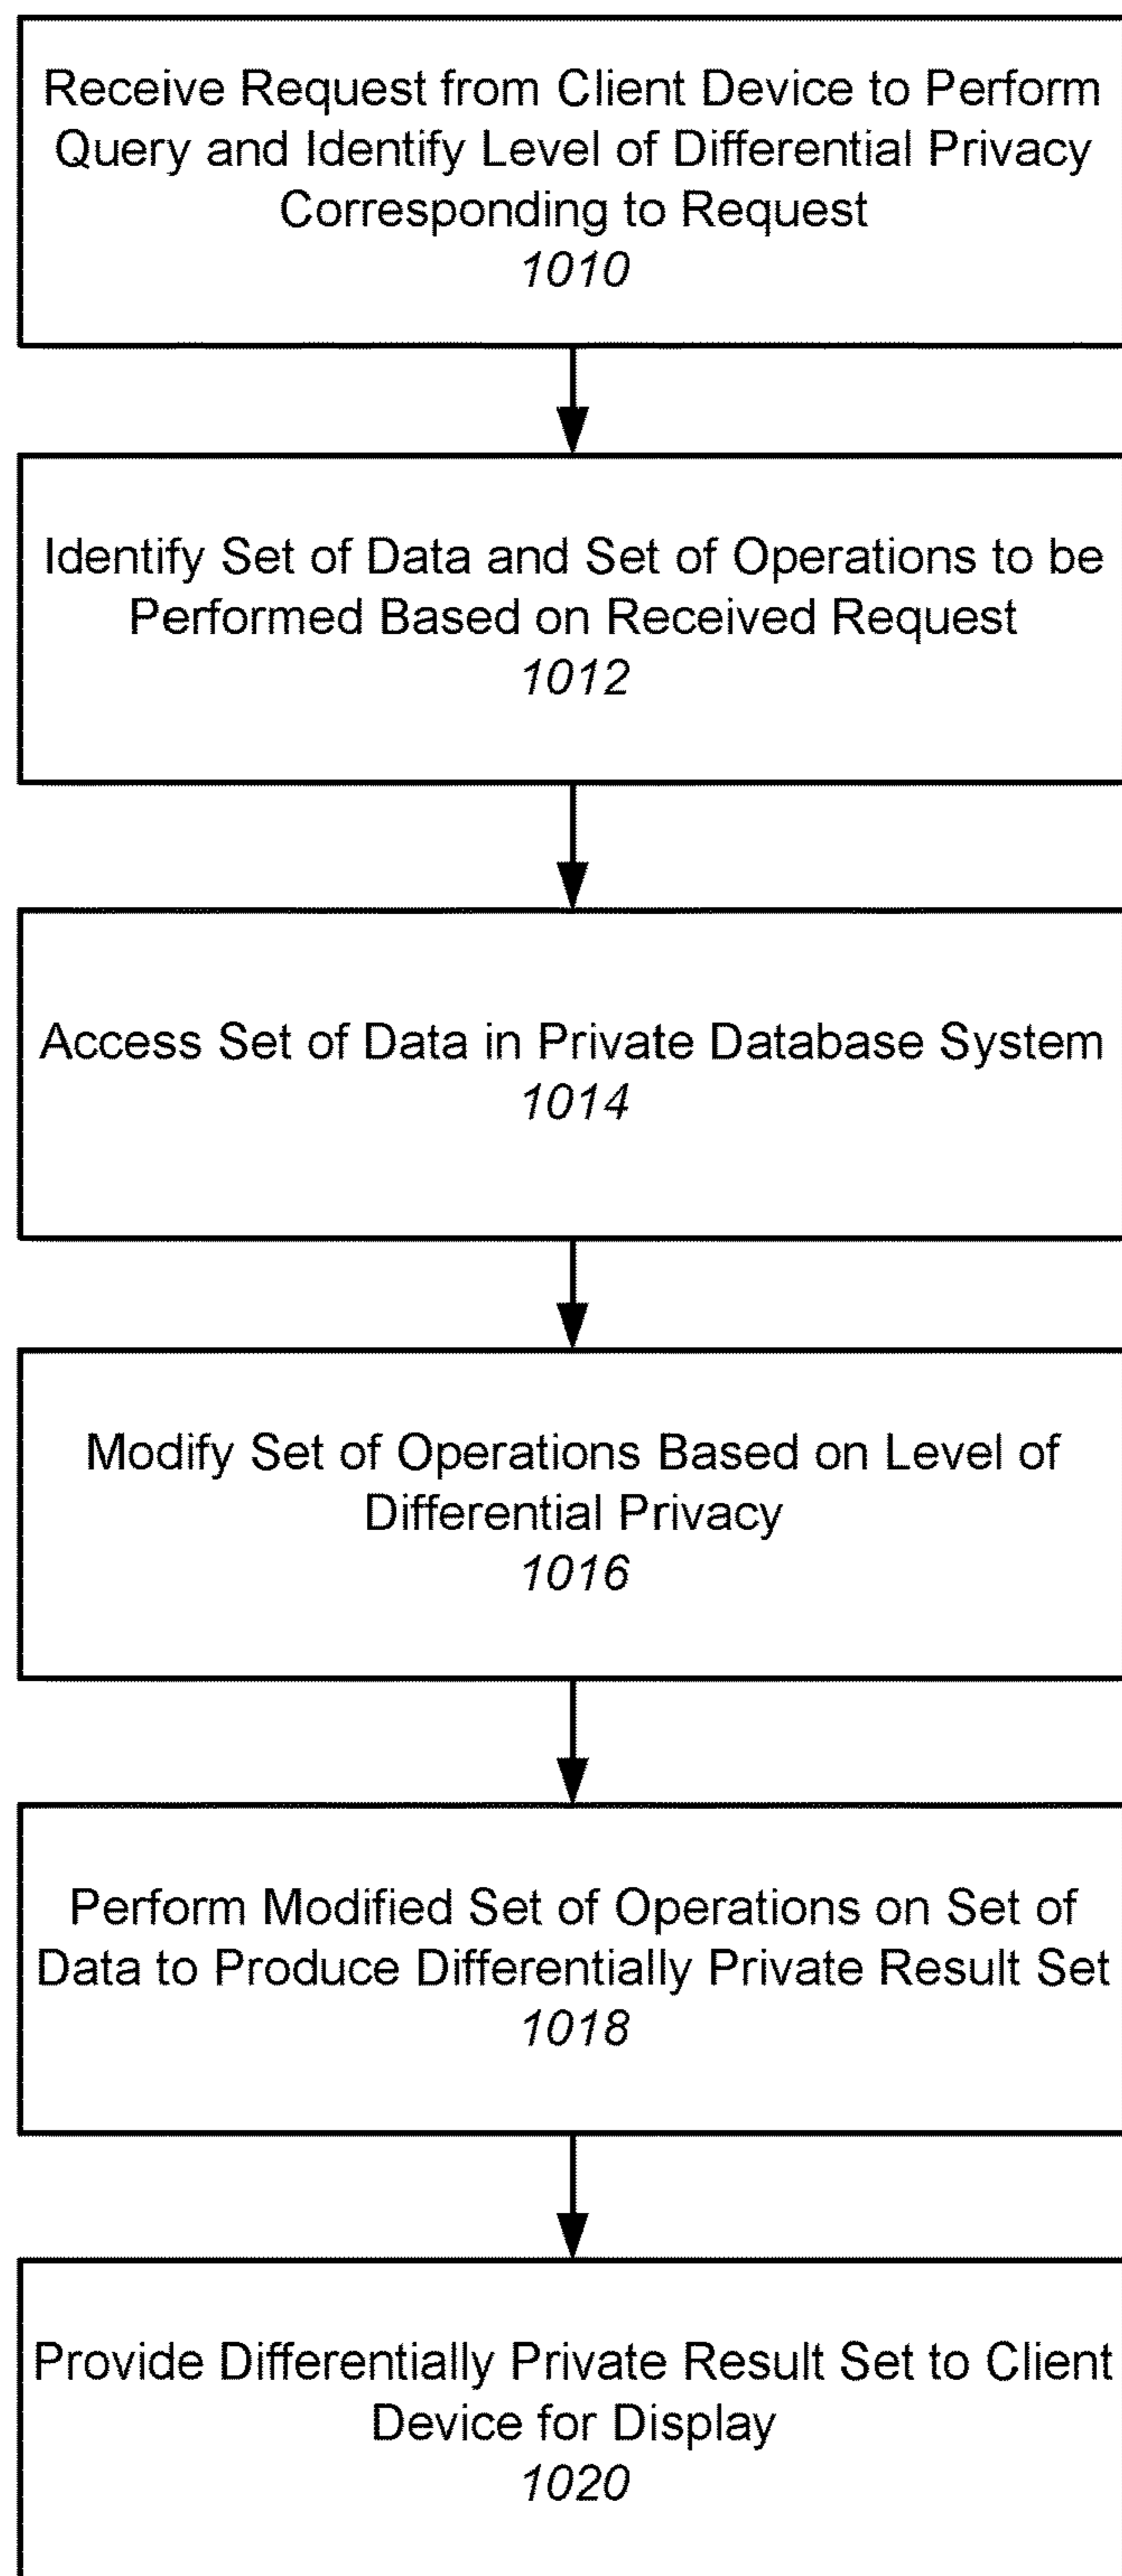 Receive Request from Client Device to Perform
Query and Identify Level of Differential Privacy
Corresponding to Request
1010
Identify Set of Data and Set of Operations to be
Performed Based on Received Request
1012
Access Set of Data in Private Database System
1014
Modify Set of Operations Based on Level of
Differential Privacy
1016
Perform Modified Set of Operations on Set of
Data to Produce Differentially Private Result Set
1018
Provide Differentially Private Result Set to Client
Device for Display
1020